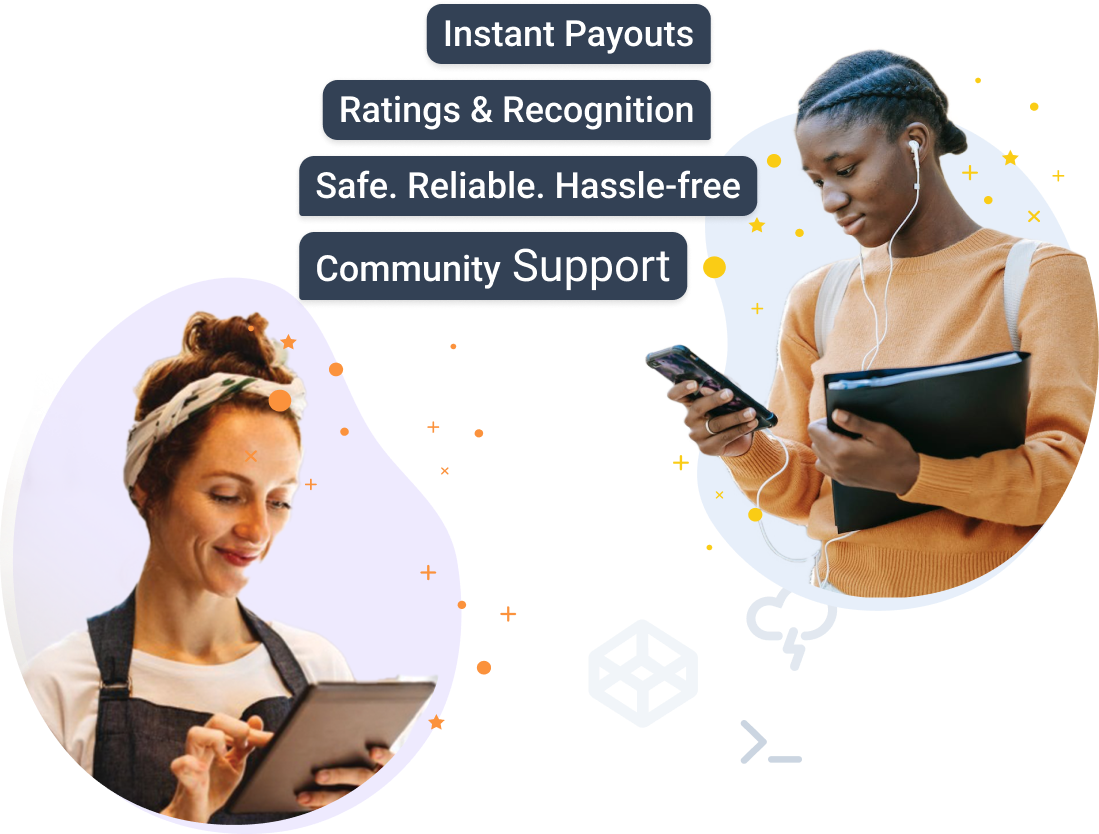 Instant Payouts
Ratings & Recognition
Safe. Reliable. Hassle-free
Community Support